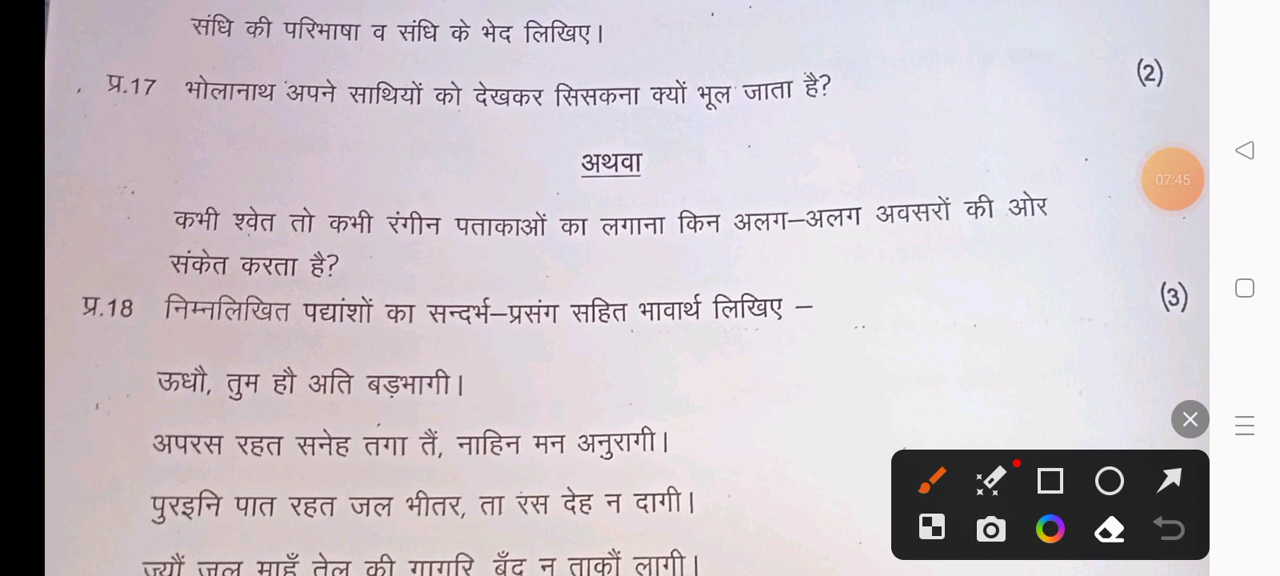 संधि की परिभाषा व संधि के भेद लिखिए।
प्र.17 भोलानाथ अपने साथियों को देखकर सिसकना क्यों भूल जाता है? (2)
अथवा
07:45
कभी श्वेत तो कभी रंगीन पताकाओं का लगाना किन अलग–अलग अवसरों की ओर
संकेत करता है?
प्र.18 निम्नलिखित पद्यांशों का सन्दर्भ–प्रसंग सहित भावार्थ लिखिए – (3)
ऊधौ, तुम हौ अति बड़भागी।
अपरस रहत सनेह तगा तैं, नाहिन मन अनुरागी।
पुरइनि पात रहत जल भीतर, ता रस देह न दागी।
ज्यौं जल माहँ तेल की गागरि बूँद न ताकौं लागी।